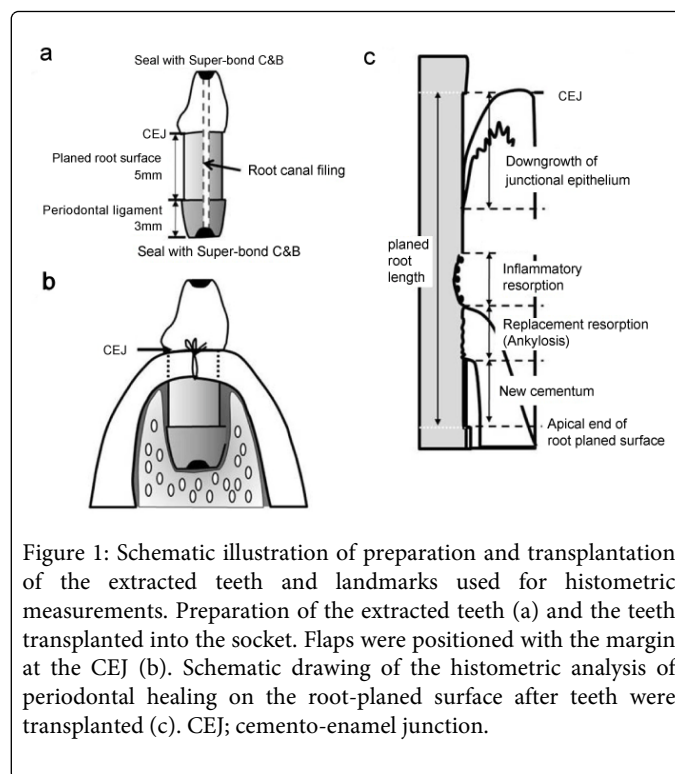 a
Seal with Super-bond C&B
CEJ
Planed root surface
5mm
Root canal filing
Periodontal ligament
3mm
Seal with Super-bond C&B
b
CEJ
c
CEJ
Downgrowth of
junctional epithelium
planed
root
length
Inflammatory
resorption
Replacement resorption
(Ankylosis)
New cementum
Apical end of
root planed surface
Figure 1: Schematic illustration of preparation and transplantation
of the extracted teeth and landmarks used for histometric
measurements. Preparation of the extracted teeth (a) and the teeth
transplanted into the socket. Flaps were positioned with the margin
at the CEJ (b). Schematic drawing of the histometric analysis of
periodontal healing on the root-planed surface after teeth were
transplanted (c). CEJ; cemento-enamel junction.